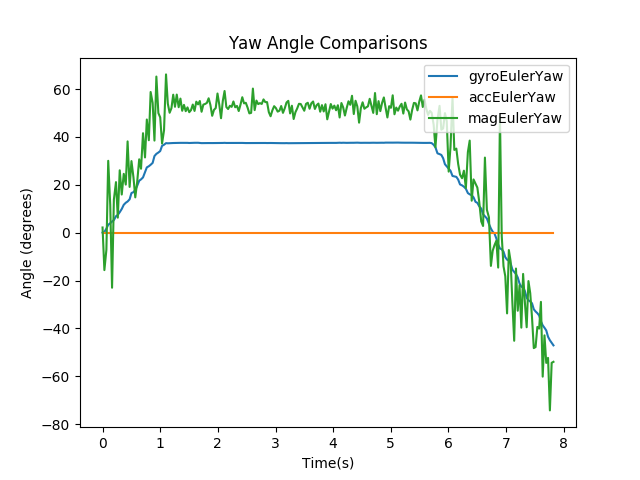 Yaw Angle Comparisons
gyroEulerYaw
accEulerYaw
magEulerYaw
Angle (degrees)
60
40
20
0
−20
−40
−60
−80
0 1 2 3 4 5 6 7 8
Time(s)